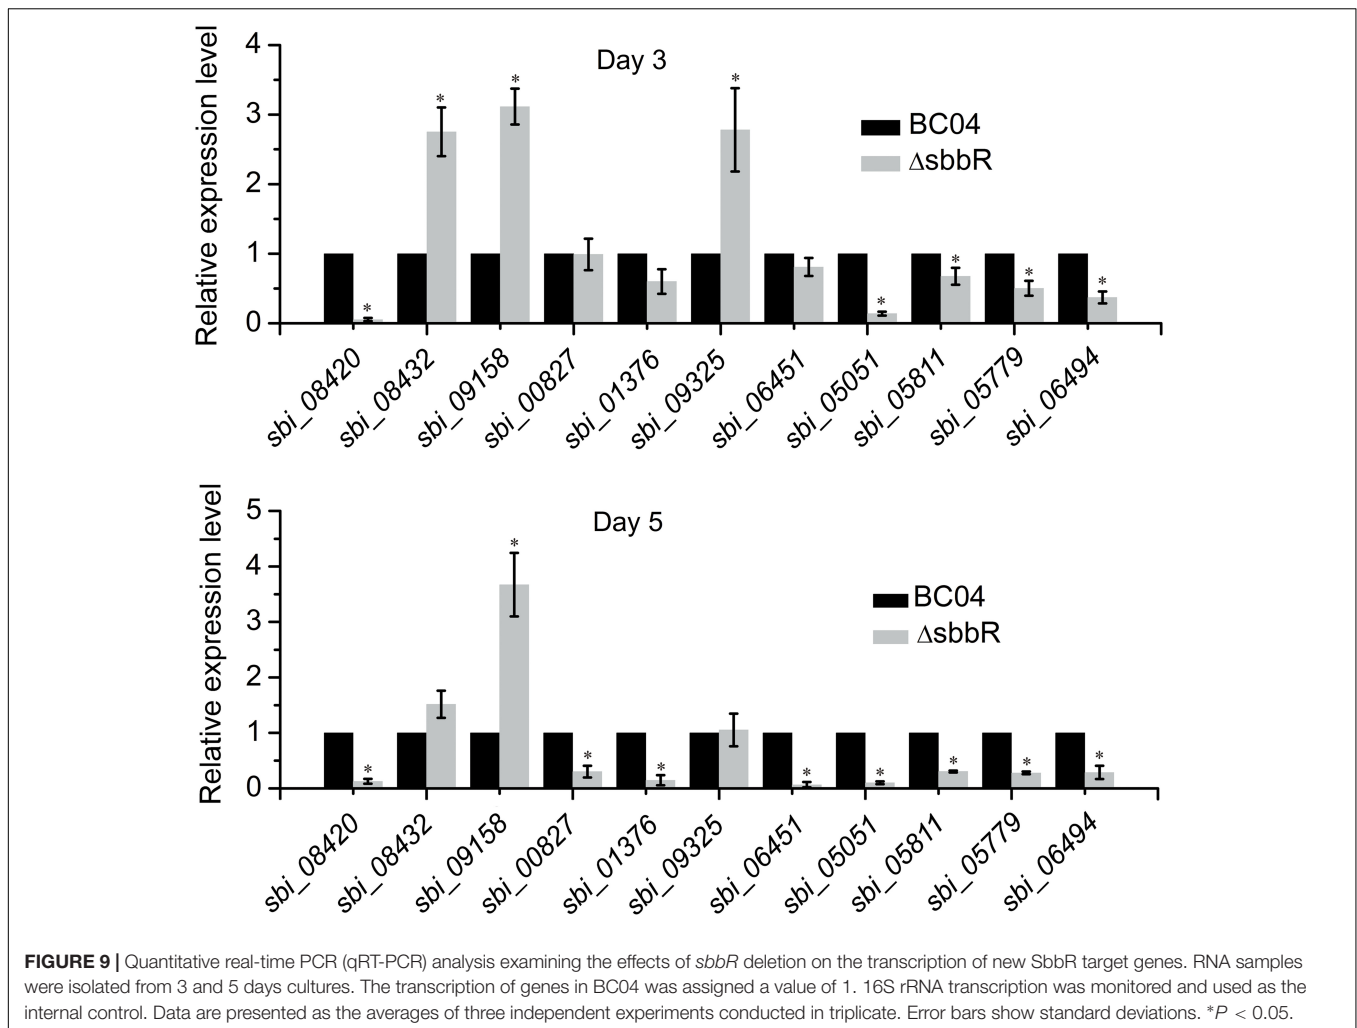 Day 3
Relative expression level
4
3
2
1
0
BC04
ΔsbbR
* * * * * * * *
sbi_08420 sbi_08432 sbi_09158 sbi_00827 sbi_01376 sbi_09325 sbi_06451 sbi_05051 sbi_05811 sbi_05779 sbi_06494
Day 5
Relative expression level
5
4
3
2
1
0
BC04
ΔsbbR
* * * * * * * * *
sbi_08420 sbi_08432 sbi_09158 sbi_00827 sbi_01376 sbi_09325 sbi_06451 sbi_05051 sbi_05811 sbi_05779 sbi_06494
FIGURE 9 | Quantitative real-time PCR (qRT-PCR) analysis examining the effects of sbbR deletion on the transcription of new SbbR target genes. RNA samples
were isolated from 3 and 5 days cultures. The transcription of genes in BC04 was assigned a value of 1. 16S rRNA transcription was monitored and used as the
internal control. Data are presented as the averages of three independent experiments conducted in triplicate. Error bars show standard deviations. *P < 0.05.